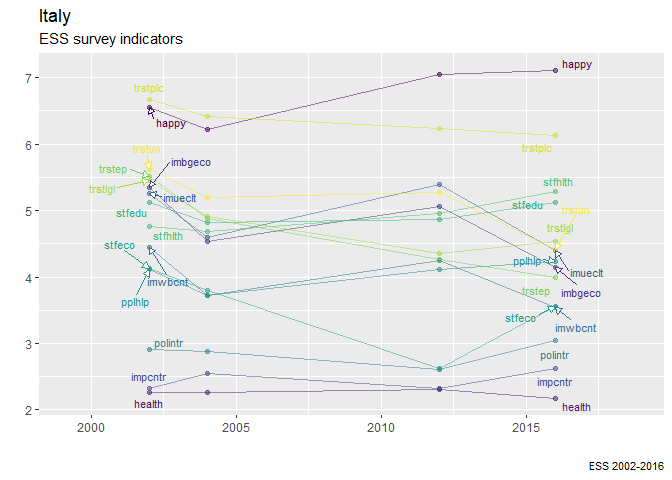 Italy
ESS survey indicators
7
6
5
4
3
2
happy
trstplc
happy
trstplc
trstun
imbgeco
trstep
trstlgl
imueclt
stfedu
stfhlth
stfeco
imwbcnt
pplhlp
stfhlth
stfedu
trstun
trstlgl
pplhlp
imueclt
trstep
imbgeco
stfeco
imwbcnt
polintr
polintr
impcntr
impcntr
health
health
2000
2005
2010
2015
ESS 2002-2016